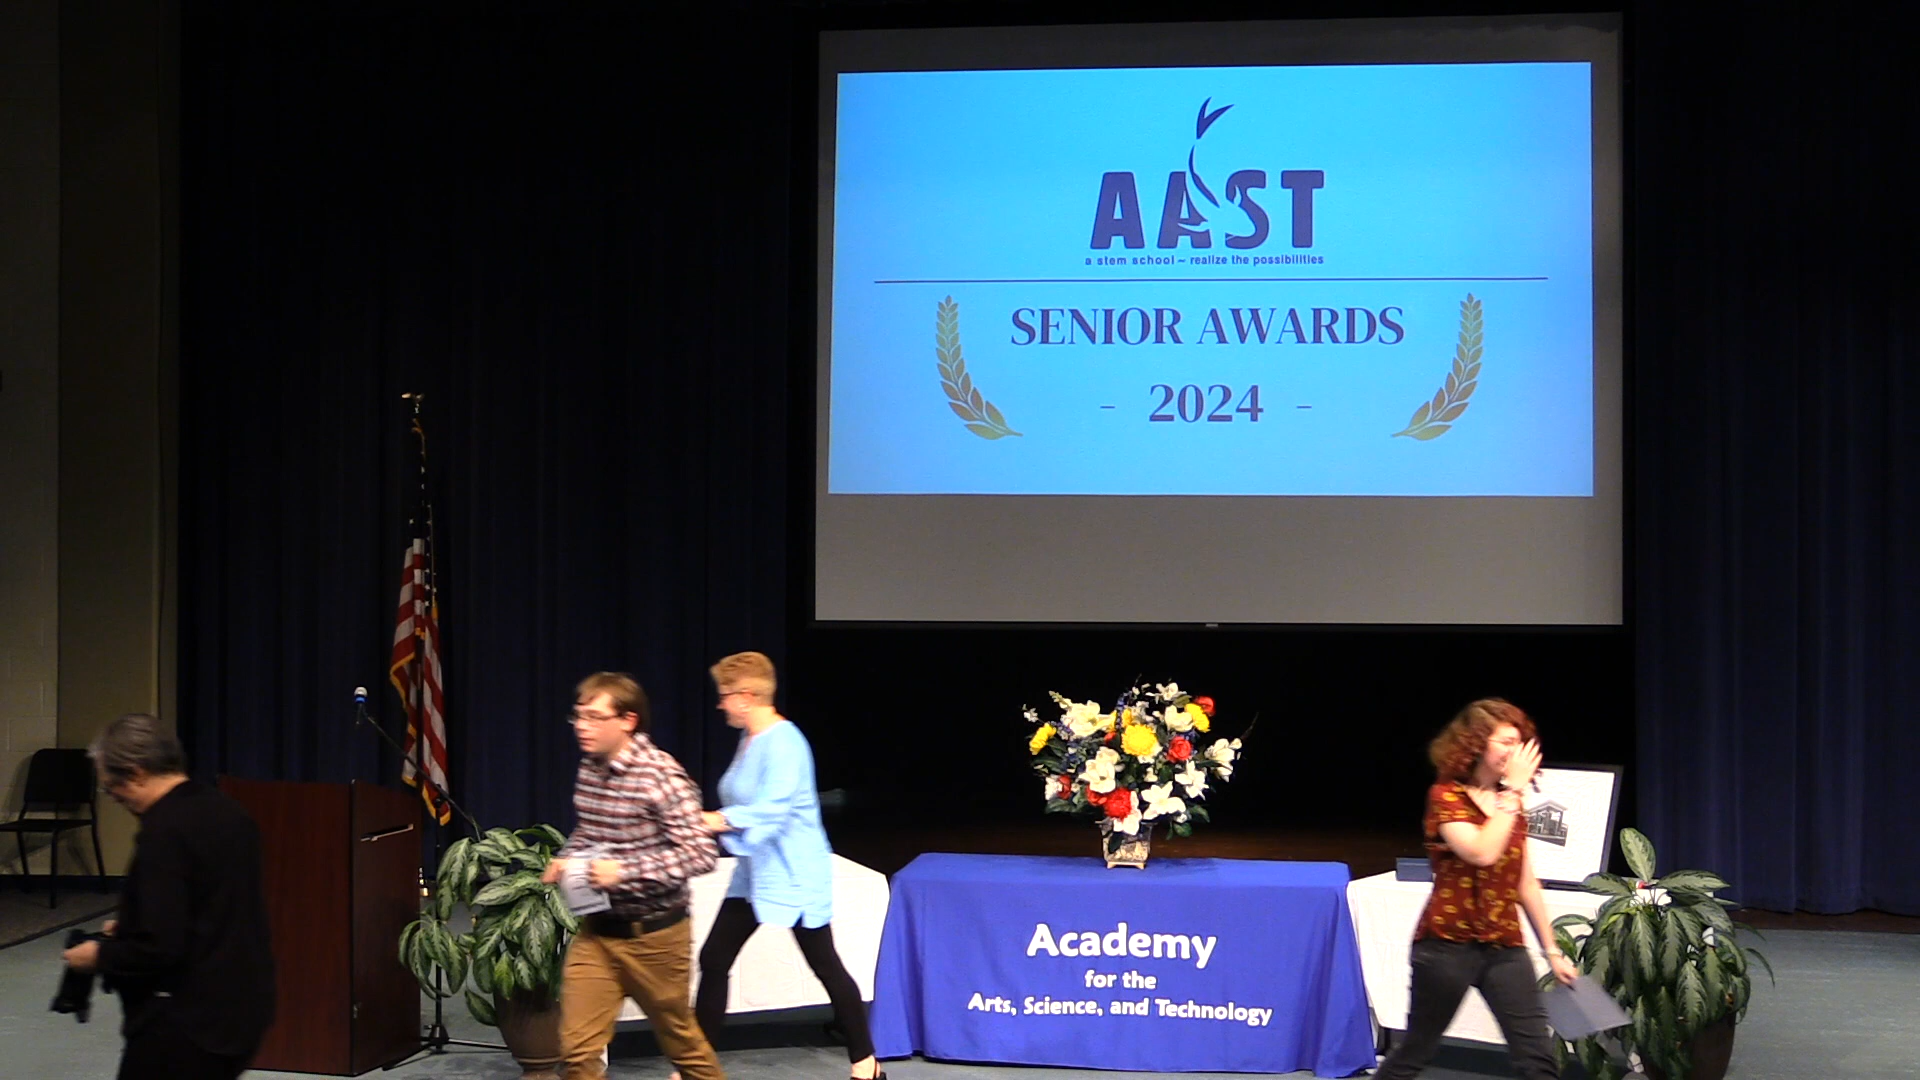 AAST
a stem school ~ realize the possibilities
SENIOR AWARDS
- 2024 -
Academy
for the
Arts, Science, and Technology